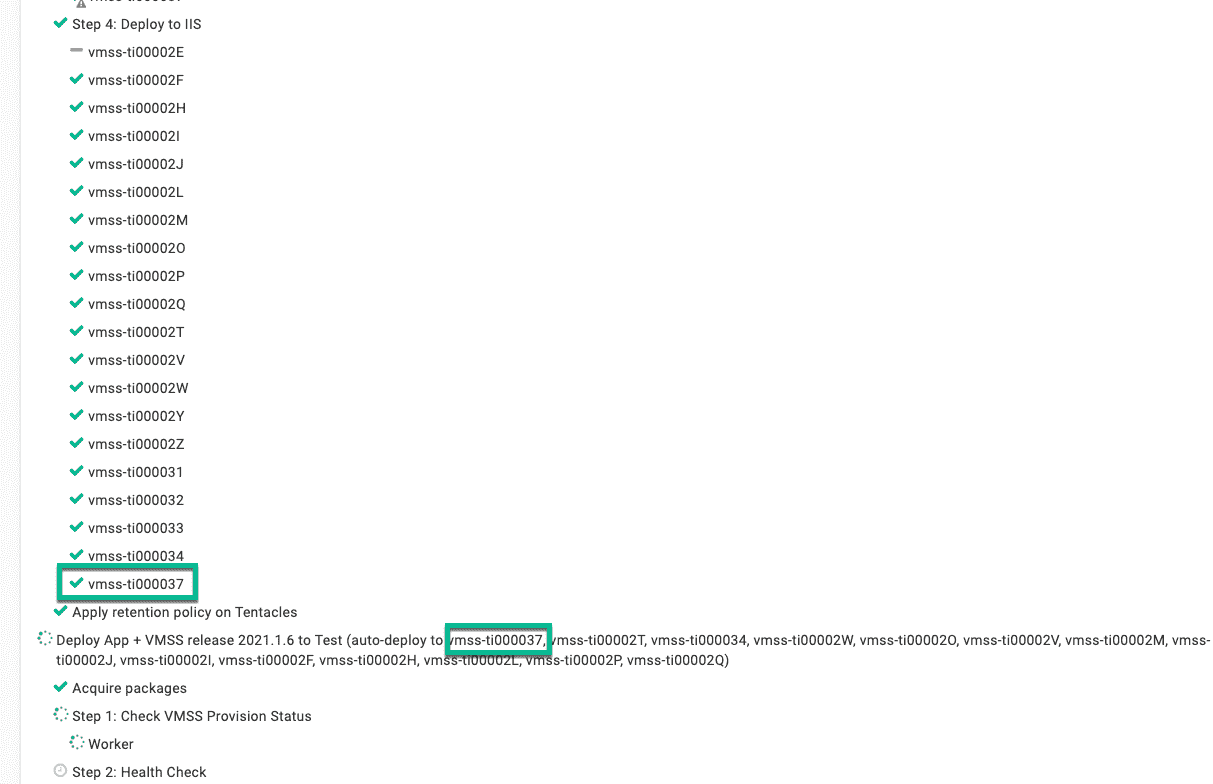 Step 4: Deploy to IIS
vmss-ti00002E
vmss-ti00002F
vmss-ti00002H
vmss-ti00002I
vmss-ti00002J
vmss-ti00002L
vmss-ti00002M
vmss-ti00002O
vmss-ti00002P
vmss-ti00002Q
vmss-ti00002T
vmss-ti00002V
vmss-ti00002W
vmss-ti00002Y
vmss-ti00002Z
vmss-ti000031
vmss-ti000032
vmss-ti000033
vmss-ti000034
vmss-ti000037
Apply retention policy on Tentacles
Deploy App + VMSS release 2021.1.6 to Test (auto-deploy to vmss-ti000037, vmss-ti00002T, vmss-ti000034, vmss-ti00002W, vmss-ti00002O, vmss-ti00002V, vmss-ti00002M, vmss-
ti00002J, vmss-ti00002I, vmss-ti00002F, vmss-ti00002H, vmss-ti00002L, vmss-ti00002P, vmss-ti00002Q)
Acquire packages
Step 1: Check VMSS Provision Status
Worker
Step 2: Health Check